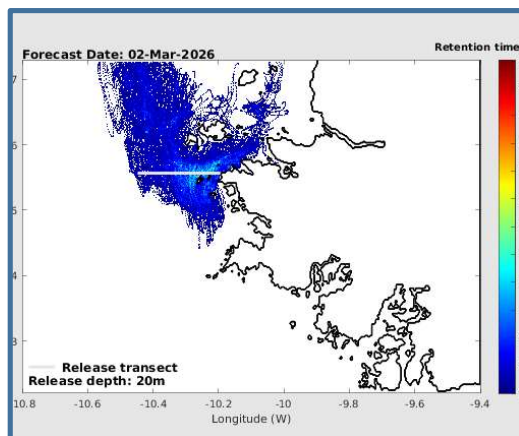 Forecast Date: 02-Mar-2026
Retention time
7
6
5
4
3
Release transect
Release depth: 20m
10.8 -10.6 -10.4 -10.2 -10 -9.8 -9.6 -9.4
Longitude (W)